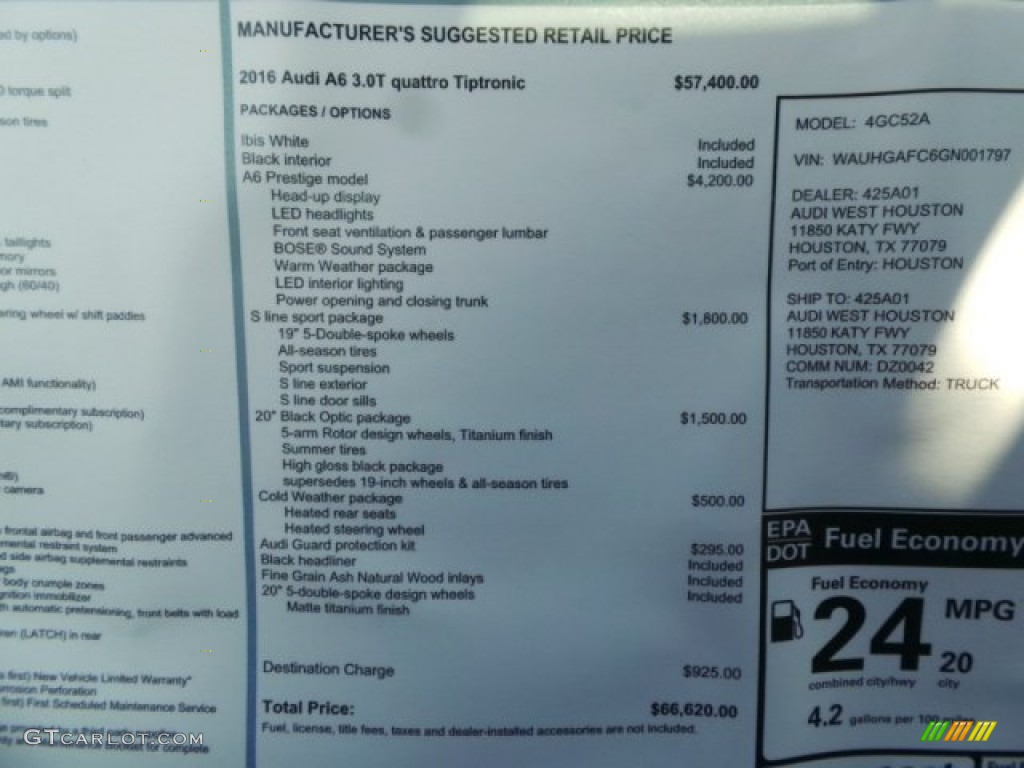 ed by options)
torque split
son tires
taillights
mory
or mirrors
gh (60/40)
ering wheel w/ shift paddles
AMI functionality)
complimentary subscription)
tary subscription)
camera
frontal airbag and front passenger advanced
mental restraint system
d side airbag supplemental restraints
body crumple zones
gnition immobilizer
th automatic pretensioning, front belts with load
ren (LATCH) in rear
s first) New Vehicle Limited Warranty*
rrosion Perforation
first) First Scheduled Maintenance Service
MANUFACTURER'S SUGGESTED RETAIL PRICE
2016 Audi A6 3.0T quattro Tiptronic $57,400.00
PACKAGES / OPTIONS
Ibis White Included
Black interior Included
A6 Prestige model $4,200.00
Head-up display
LED headlights
Front seat ventilation & passenger lumbar
BOSE® Sound System
Warm Weather package
LED interior lighting
Power opening and closing trunk
S line sport package $1,800.00
19" 5-Double-spoke wheels
All-season tires
Sport suspension
S line exterior
S line door sills
20" Black Optic package $1,500.00
5-arm Rotor design wheels, Titanium finish
Summer tires
High gloss black package
supersedes 19-inch wheels & all-season tires
Cold Weather package $500.00
Heated rear seats
Heated steering wheel
Audi Guard protection kit $295.00
Black headliner Included
Fine Grain Ash Natural Wood inlays Included
20" 5-double-spoke design wheels Included
Matte titanium finish
Destination Charge $925.00
Total Price: $66,620.00
Fuel, license, title fees, taxes and dealer-installed accessories are not included.
MODEL: 4GC52A
VIN: WAUHGAFC6GN001797
DEALER: 425A01
AUDI WEST HOUSTON
11850 KATY FWY
HOUSTON, TX 77079
Port of Entry: HOUSTON
SHIP TO: 425A01
AUDI WEST HOUSTON
11850 KATY FWY
HOUSTON, TX 77079
COMM NUM: DZ0042
Transportation Method: TRUCK
EPA
DOT Fuel Economy
Fuel Economy
24 MPG
20
combined city/hwy city
4.2 gallons per 100 miles
GTCARLOT.COM